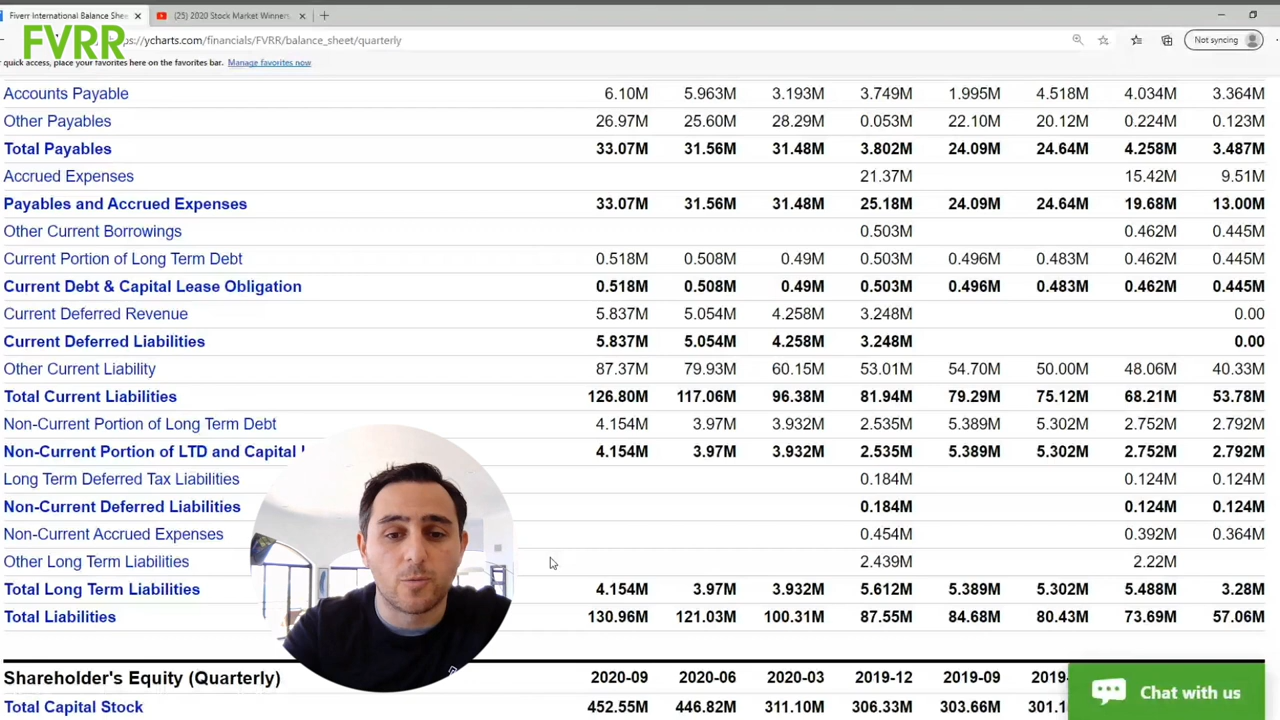 Fiverr International Balance Shee
(25) 2020 Stock Market Winners,
FVRR
ps://ycharts.com/financials/FVRR/balance_sheet/quarterly
Not syncing
quick access, place your favorites here on the favorites bar. Manage favorites now
Accounts Payable 6.10M 5.963M 3.193M 3.749M 1.995M 4.518M 4.034M 3.364M
Other Payables 26.97M 25.60M 28.29M 0.053M 22.10M 20.12M 0.224M 0.123M
Total Payables 33.07M 31.56M 31.48M 3.802M 24.09M 24.64M 4.258M 3.487M
Accrued Expenses 21.37M 15.42M 9.51M
Payables and Accrued Expenses 33.07M 31.56M 31.48M 25.18M 24.09M 24.64M 19.68M 13.00M
Other Current Borrowings 0.503M 0.462M 0.445M
Current Portion of Long Term Debt 0.518M 0.508M 0.49M 0.503M 0.496M 0.483M 0.462M 0.445M
Current Debt & Capital Lease Obligation 0.518M 0.508M 0.49M 0.503M 0.496M 0.483M 0.462M 0.445M
Current Deferred Revenue 5.837M 5.054M 4.258M 3.248M 0.00
Current Deferred Liabilities 5.837M 5.054M 4.258M 3.248M 0.00
Other Current Liability 87.37M 79.93M 60.15M 53.01M 54.70M 50.00M 48.06M 40.33M
Total Current Liabilities 126.80M 117.06M 96.38M 81.94M 79.29M 75.12M 68.21M 53.78M
Non-Current Portion of Long Term Debt 4.154M 3.97M 3.932M 2.535M 5.389M 5.302M 2.752M 2.792M
Non-Current Portion of LTD and Capital 4.154M 3.97M 3.932M 2.535M 5.389M 5.302M 2.752M 2.792M
Long Term Deferred Tax Liabilities 0.184M 0.124M 0.124M
Non-Current Deferred Liabilities 0.184M 0.124M 0.124M
Non-Current Accrued Expenses 0.454M 0.392M 0.364M
Other Long Term Liabilities 2.439M 2.22M
Total Long Term Liabilities 4.154M 3.97M 3.932M 5.612M 5.389M 5.302M 5.488M 3.28M
Total Liabilities 130.96M 121.03M 100.31M 87.55M 84.68M 80.43M 73.69M 57.06M
Shareholder's Equity (Quarterly) 2020-09 2020-06 2020-03 2019-12 2019-09 2019-
Total Capital Stock 452.55M 446.82M 311.10M 306.33M 303.66M 301.1
Chat with us